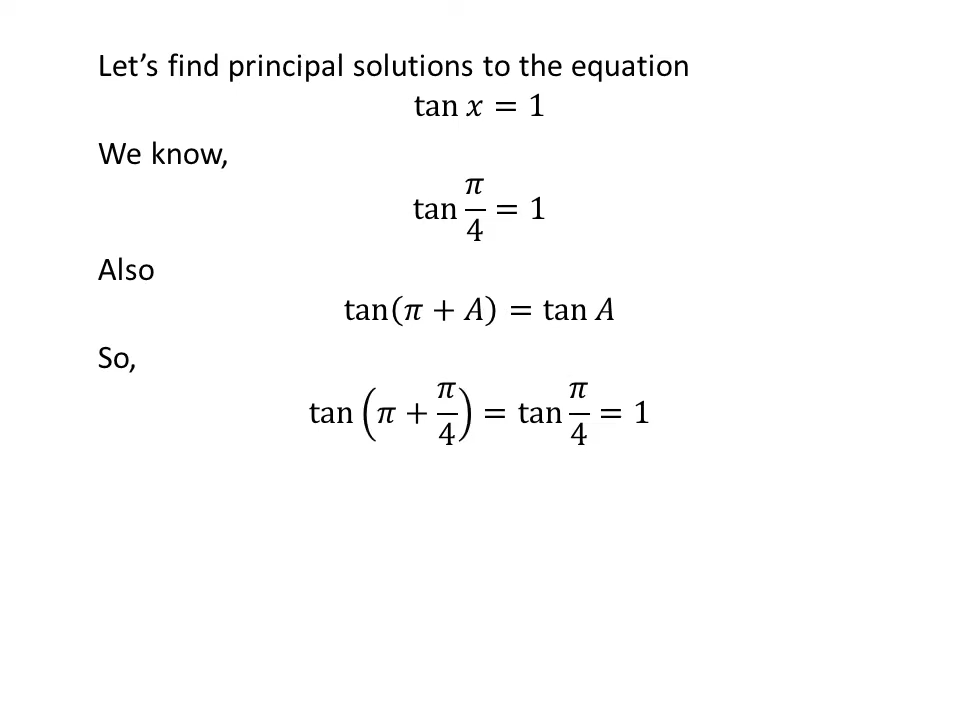 Let’s find principal solutions to the equation
tan 𝑥 = 1
We know,
tan 𝜋/4 = 1
Also
tan(𝜋 + 𝐴) = tan 𝐴
So,
tan (𝜋 + 𝜋/4) = tan 𝜋/4 = 1